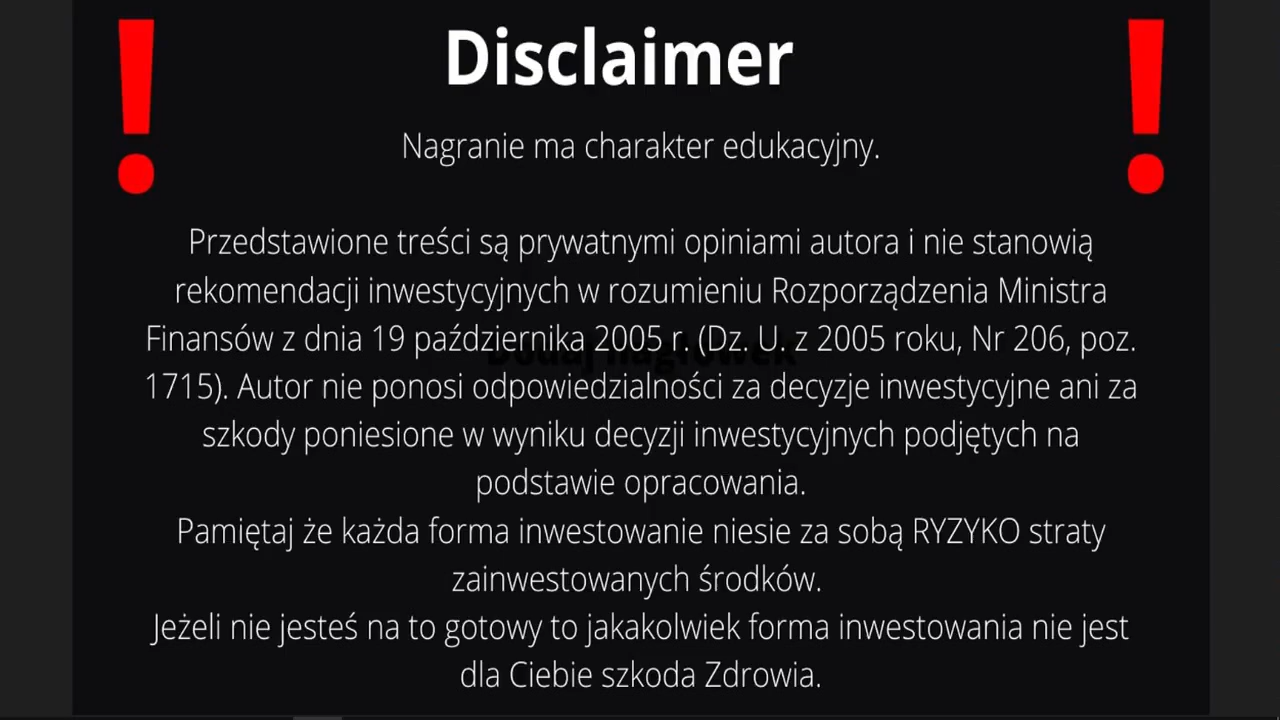 Disclaimer
Nagranie ma charakter edukacyjny.
Przedstawione treści są prywatnymi opiniami autora i nie stanowią
rekomendacji inwestycyjnych w rozumieniu Rozporządzenia Ministra
Finansów z dnia 19 października 2005 r. (Dz. U. z 2005 roku, Nr 206, poz.
1715). Autor nie ponosi odpowiedzialności za decyzje inwestycyjne ani za
szkody poniesione w wyniku decyzji inwestycyjnych podjętych na
podstawie opracowania.
Pamiętaj że każda forma inwestowanie niesie za sobą RYZYKO straty
zainwestowanych środków.
Jeżeli nie jesteś na to gotowy to jakakolwiek forma inwestowania nie jest
dla Ciebie szkoda Zdrowia.